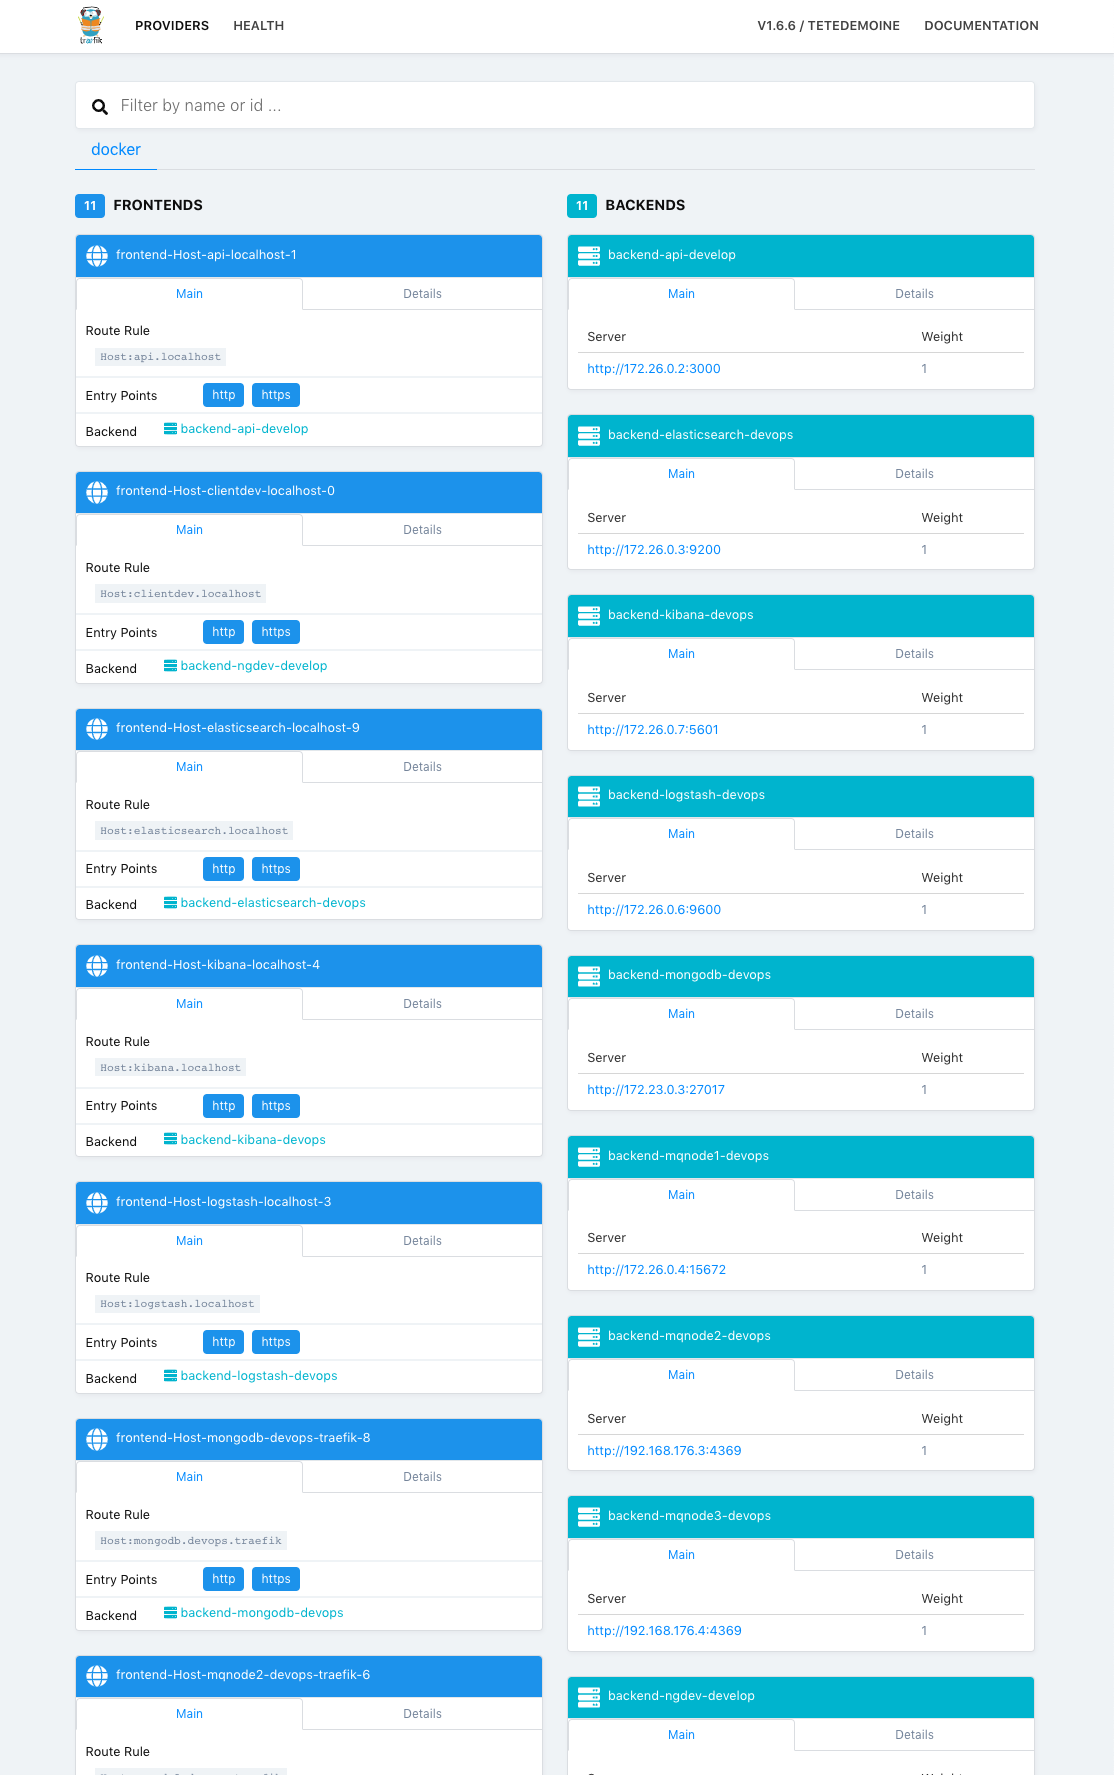 træfik
PROVIDERS
HEALTH
V1.6.6 / TETEDEMOINE
DOCUMENTATION
Filter by name or id ...
docker
11 FRONTENDS
frontend-Host-api-localhost-1
Main Details
Route Rule
Host:api.localhost
Entry Points http https
Backend backend-api-develop
frontend-Host-clientdev-localhost-0
Main Details
Route Rule
Host:clientdev.localhost
Entry Points http https
Backend backend-ngdev-develop
frontend-Host-elasticsearch-localhost-9
Main Details
Route Rule
Host:elasticsearch.localhost
Entry Points http https
Backend backend-elasticsearch-devops
frontend-Host-kibana-localhost-4
Main Details
Route Rule
Host:kibana.localhost
Entry Points http https
Backend backend-kibana-devops
frontend-Host-logstash-localhost-3
Main Details
Route Rule
Host:logstash.localhost
Entry Points http https
Backend backend-logstash-devops
frontend-Host-mongodb-devops-traefik-8
Main Details
Route Rule
Host:mongodb.devops.traefik
Entry Points http https
Backend backend-mongodb-devops
frontend-Host-mqnode2-devops-traefik-6
Main Details
Route Rule
11 BACKENDS
backend-api-develop
Main Details
Server Weight
http://172.26.0.2:3000 1
backend-elasticsearch-devops
Main Details
Server Weight
http://172.26.0.3:9200 1
backend-kibana-devops
Main Details
Server Weight
http://172.26.0.7:5601 1
backend-logstash-devops
Main Details
Server Weight
http://172.26.0.6:9600 1
backend-mongodb-devops
Main Details
Server Weight
http://172.23.0.3:27017 1
backend-mqnode1-devops
Main Details
Server Weight
http://172.26.0.4:15672 1
backend-mqnode2-devops
Main Details
Server Weight
http://192.168.176.3:4369 1
backend-mqnode3-devops
Main Details
Server Weight
http://192.168.176.4:4369 1
backend-ngdev-develop
Main Details